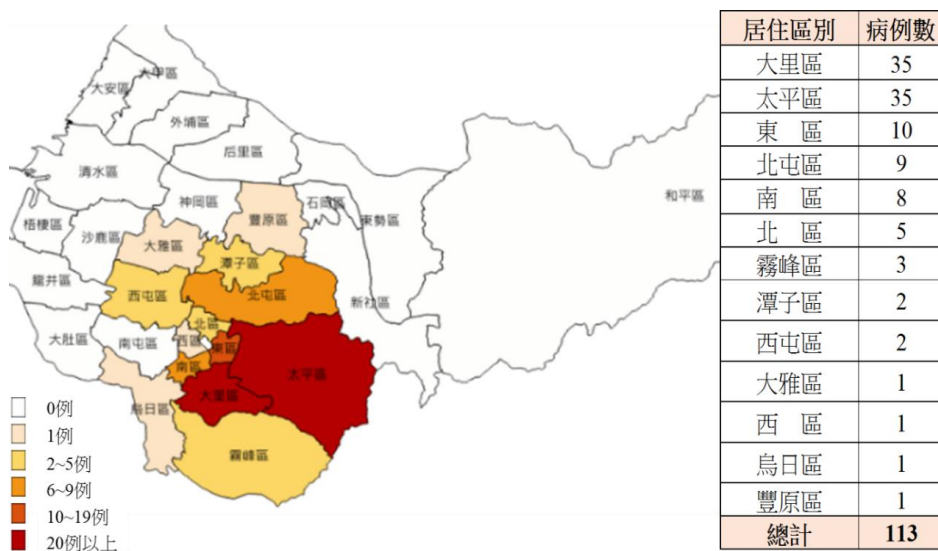 大甲區
大安區
外埔區
后里區
清水區
和平區
神岡區
石岡區
豐原區
東勢區
梧棲區
沙鹿區
大雅區
潭子區
龍井區
西屯區
北屯區
新社區
北區
大肚區
南屯區
西區
東區
南區
太平區
大里區
烏日區
霧峰區
0例
1例
2~5例
6~9例
10~19例
20例以上
居住區別 病例數
大里區 35
太平區 35
東 區 10
北屯區 9
南 區 8
北 區 5
霧峰區 3
潭子區 2
西屯區 2
大雅區 1
西 區 1
烏日區 1
豐原區 1
總計 113